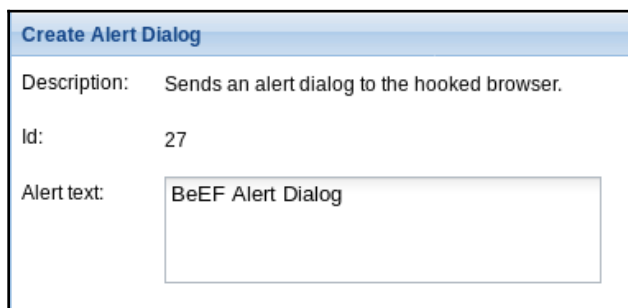 Create Alert Dialog
Description: Sends an alert dialog to the hooked browser.
Id: 27
Alert text: BeEF Alert Dialog